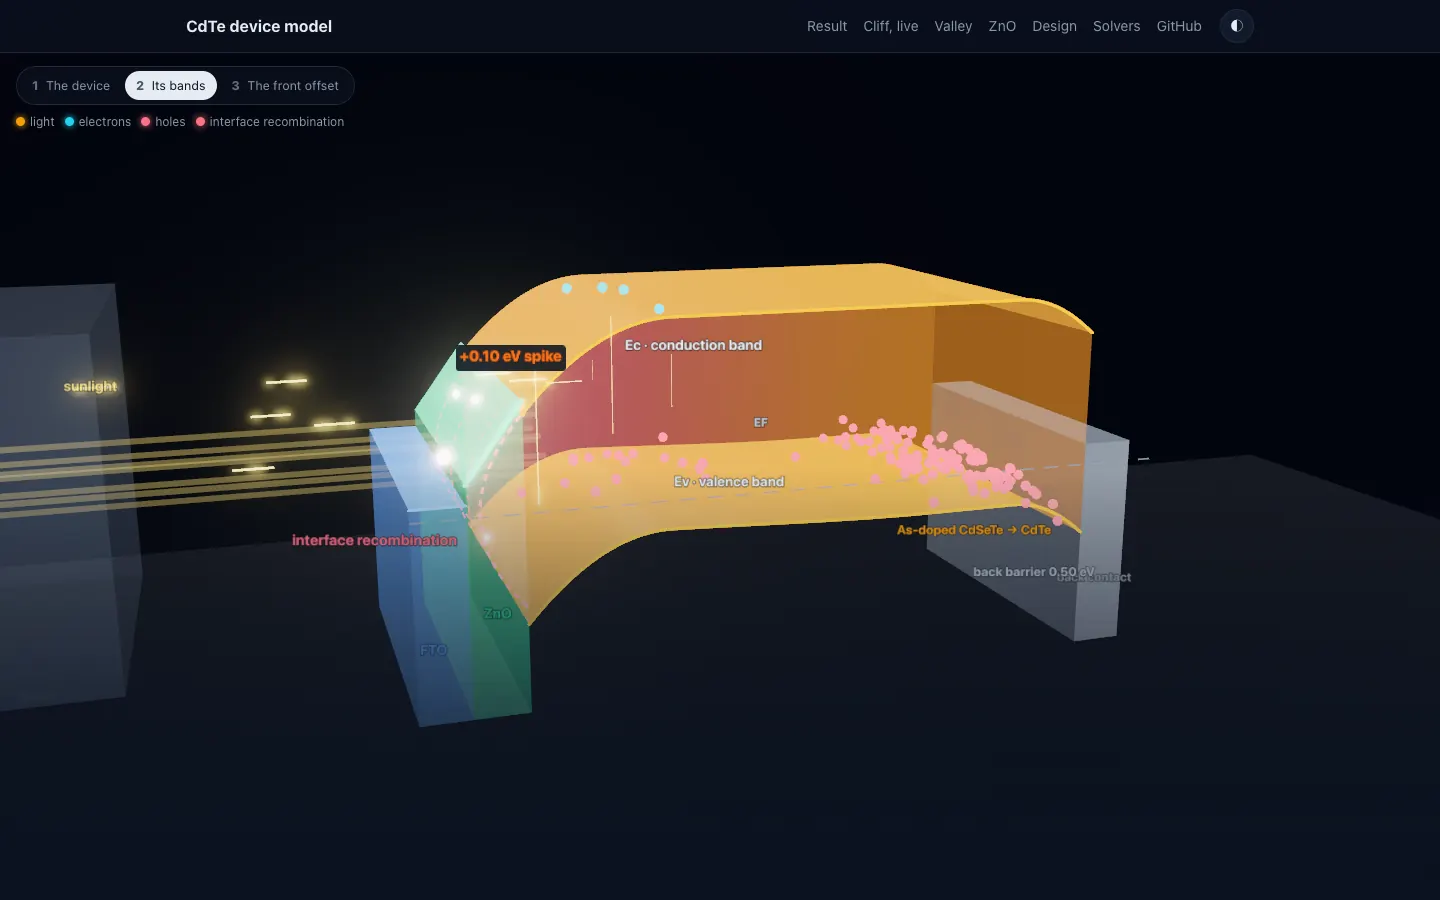 CdTe device model
Result Cliff, live Valley ZnO Design Solvers GitHub
1 The device 2 Its bands 3 The front offset
light electrons holes interface recombination
+0.10 eV spike
Ec · conduction band
sunlight
EF
Ev · valence band
As-doped CdSeTe → CdTe
interface recombination
back barrier 0.50 eV
back contact
ZnO
FTO